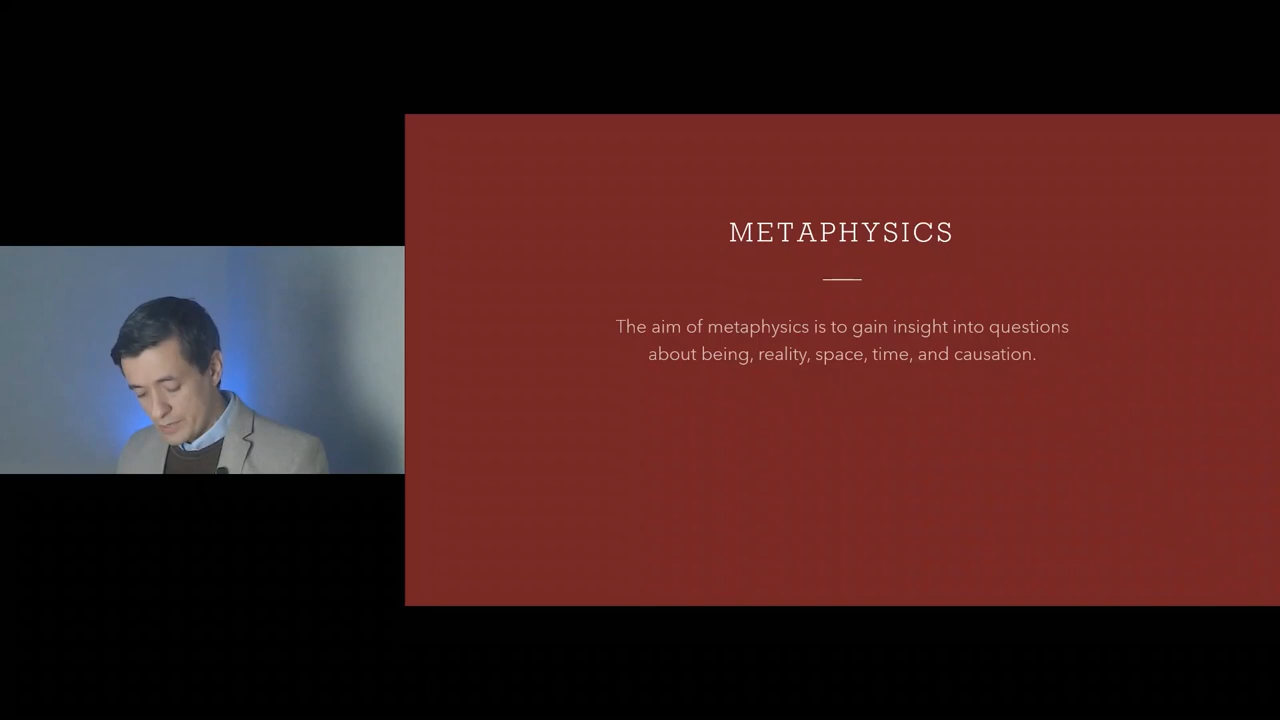 METAPHYSICS
The aim of metaphysics is to gain insight into questions
about being, reality, space, time, and causation.